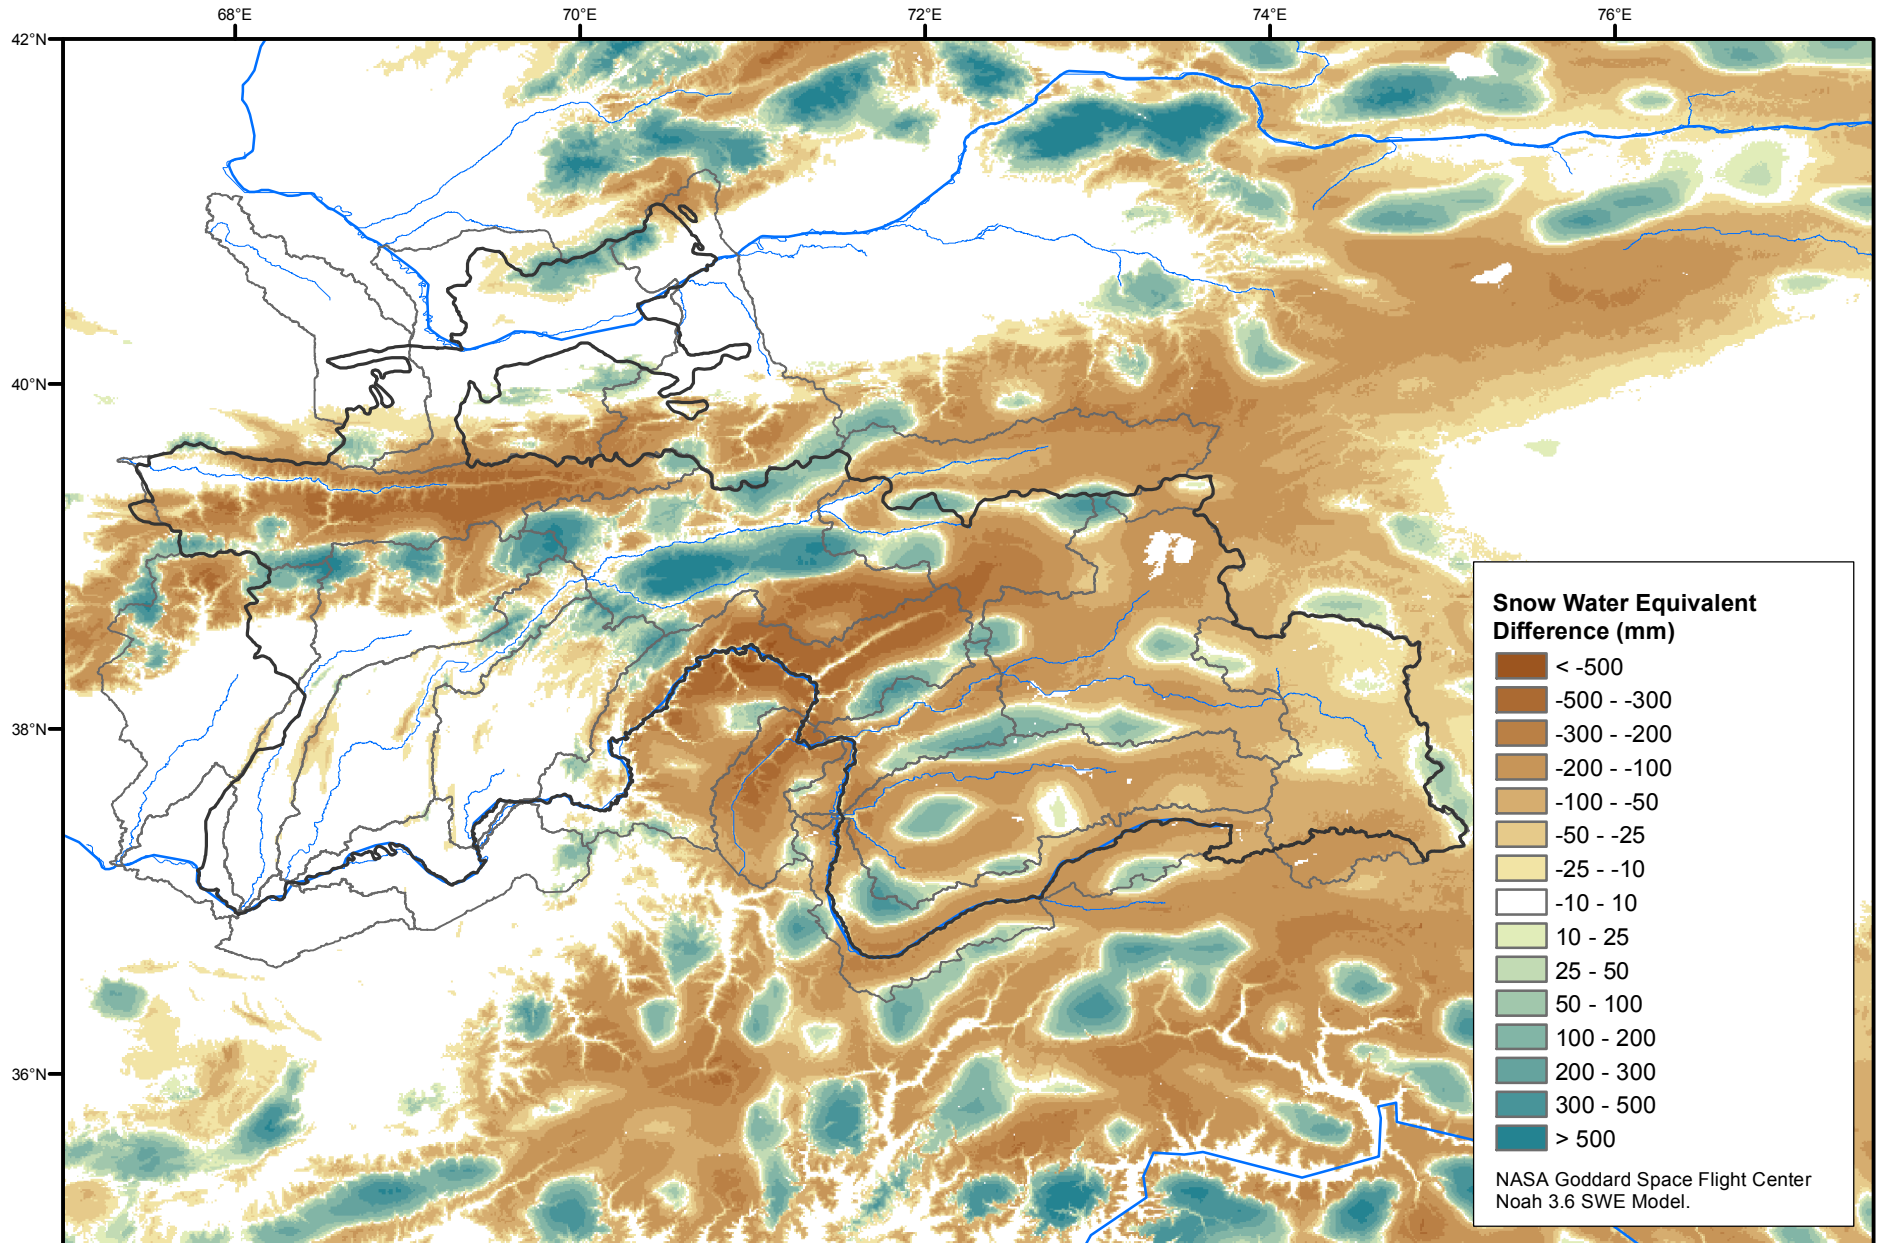 68°E
70°E
72°E
74°E
76°E
42°N
40°N
38°N
36°N
Snow Water Equivalent
Difference (mm)
< -500
-500 - -300
-300 - -200
-200 - -100
-100 - -50
-50 - -25
-25 - -10
-10 - 10
10 - 25
25 - 50
50 - 100
100 - 200
200 - 300
300 - 500
> 500
NASA Goddard Space Flight Center
Noah 3.6 SWE Model.